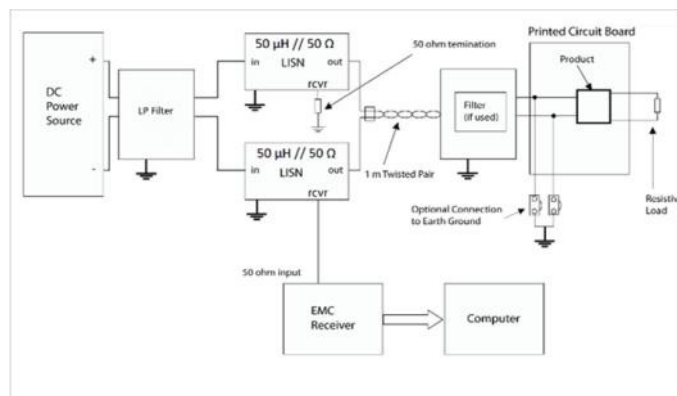 50 µH // 50 Ω
LISN
in
out
rcvr
50 ohm temination
Printed Circuit Board
Product
DC
Power
Source
+
-
LP Filter
Filter
(if used)
50 µH // 50 Ω
LISN
in
out
rcvr
1 m Twisted Pair
Optional Connection
to Earth Ground
Resistive
Load
50 ohm input
EMC
Receiver
Computer